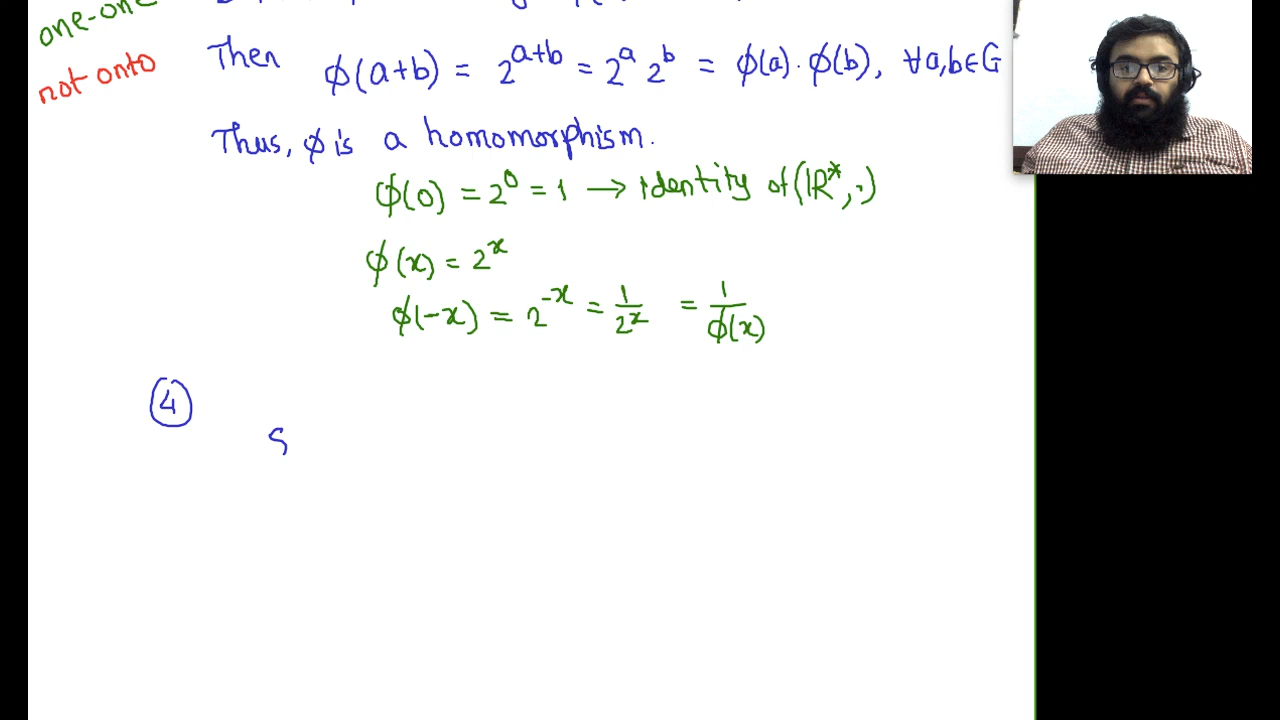 one-one
not onto
Then φ(a+b) = 2^{a+b} = 2^a 2^b = φ(a)·φ(b), ∀a,b∈G
Thus, φ is a homomorphism.
φ(0) = 2^0 = 1 → identity of (ℝ*, ·)
φ(x) = 2^x
φ(-x) = 2^{-x} = 1/2^x = 1/φ(x)
④
S